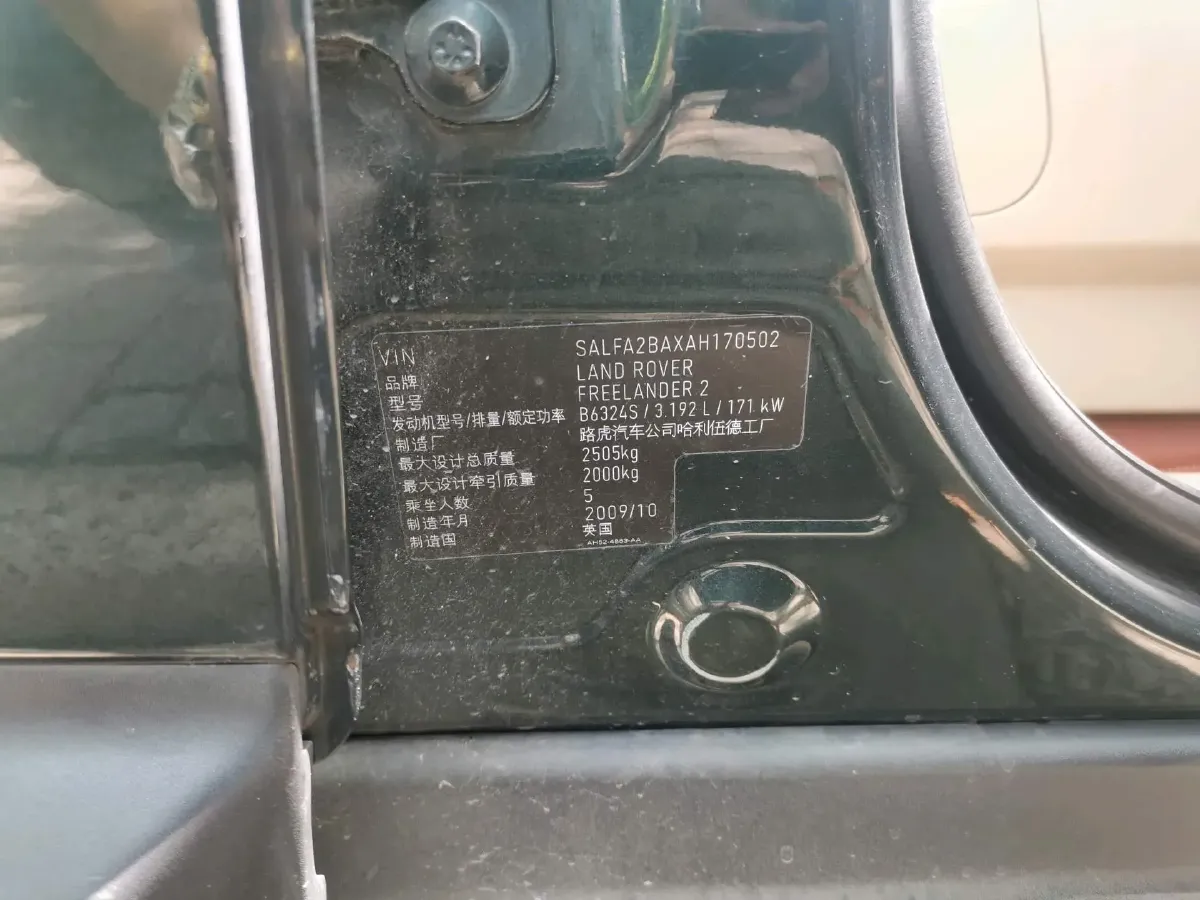 VIN SALFA2BAXAH170502
品牌 LAND ROVER
型号 FREELANDER 2
发动机型号/排量/额定功率 B6324S / 3.192 L / 171 kW
制造厂 路虎汽车公司哈利伍德工厂
最大设计总质量 2505kg
最大设计牵引质量 2000kg
乘坐人数 5
制造年月 2009/10
制造国 英国